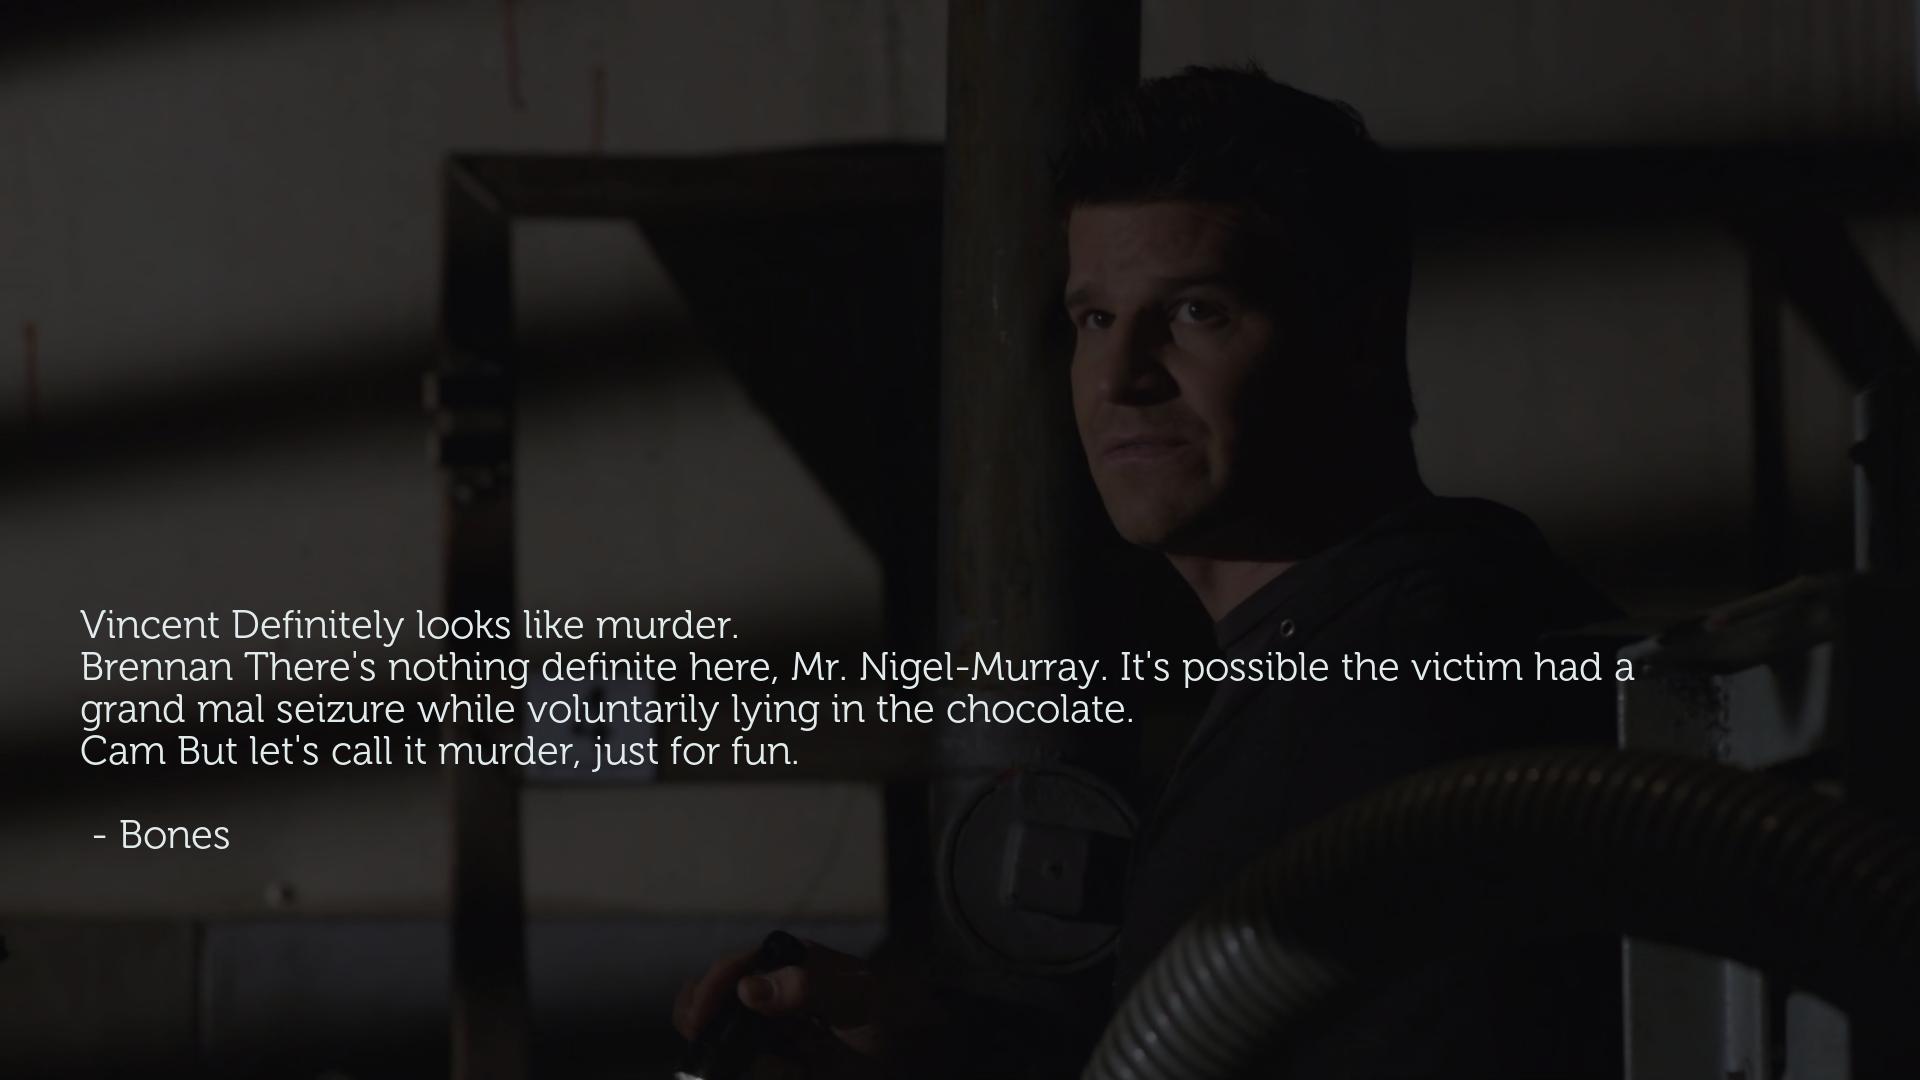 Vincent Definitely looks like murder.
Brennan There's nothing definite here, Mr. Nigel-Murray. It's possible the victim had a
grand mal seizure while voluntarily lying in the chocolate.
Cam But let's call it murder, just for fun.
- Bones